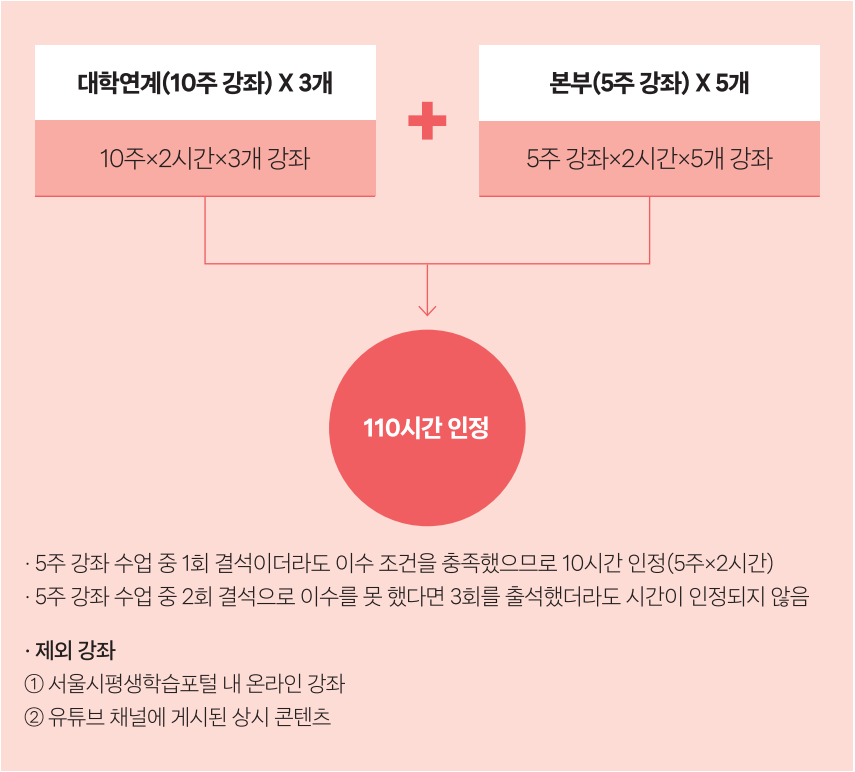 대학연계(10주 강좌) X 3개
10주×2시간×3개 강좌
본부(5주 강좌) X 5개
5주 강좌×2시간×5개 강좌
110시간 인정
· 5주 강좌 수업 중 1회 결석이더라도 이수 조건을 충족했으므로 10시간 인정(5주×2시간)
· 5주 강좌 수업 중 2회 결석으로 이수를 못 했다면 3회를 출석했더라도 시간이 인정되지 않음
· 제외 강좌
① 서울시평생학습포털 내 온라인 강좌
② 유튜브 채널에 게시된 상시 콘텐츠